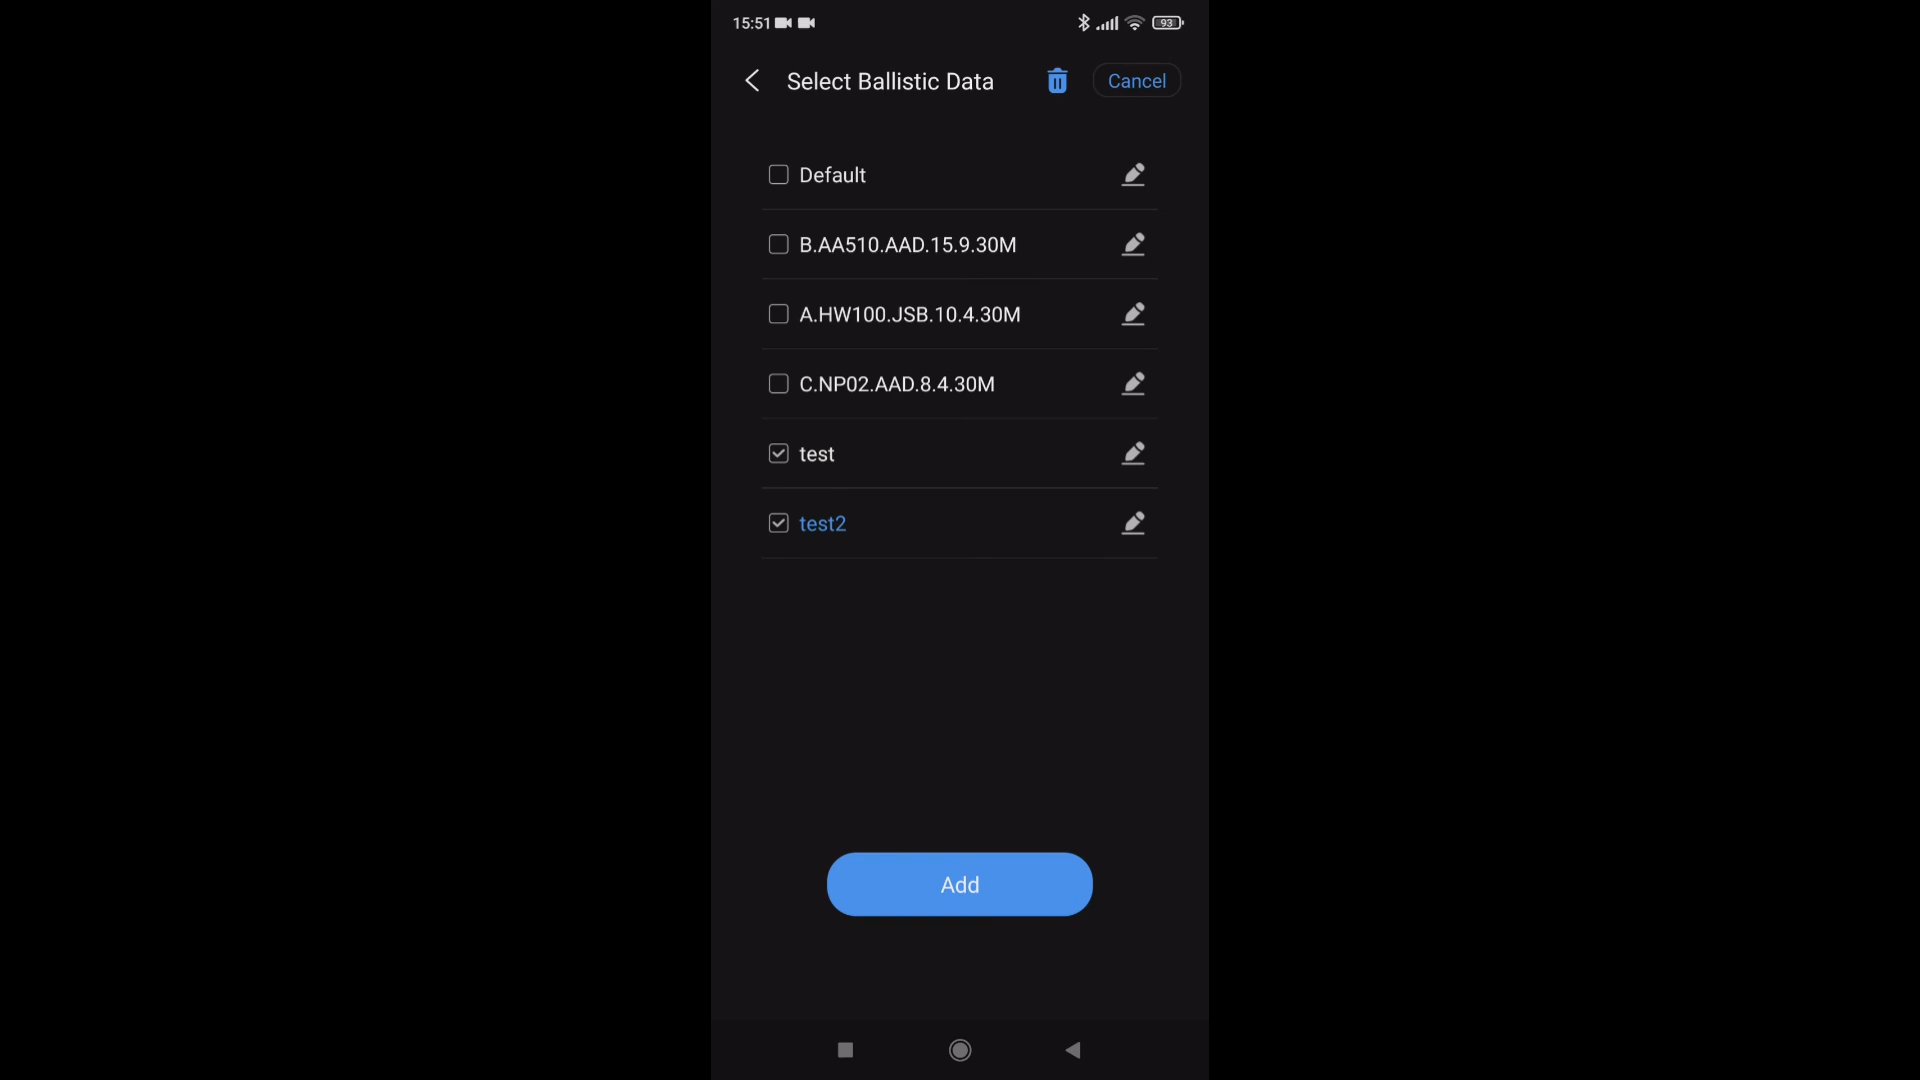 15:51
93
Select Ballistic Data
Cancel
Default
B.AA510.AAD.15.9.30M
A.HW100.JSB.10.4.30M
C.NP02.AAD.8.4.30M
test
test2
Add